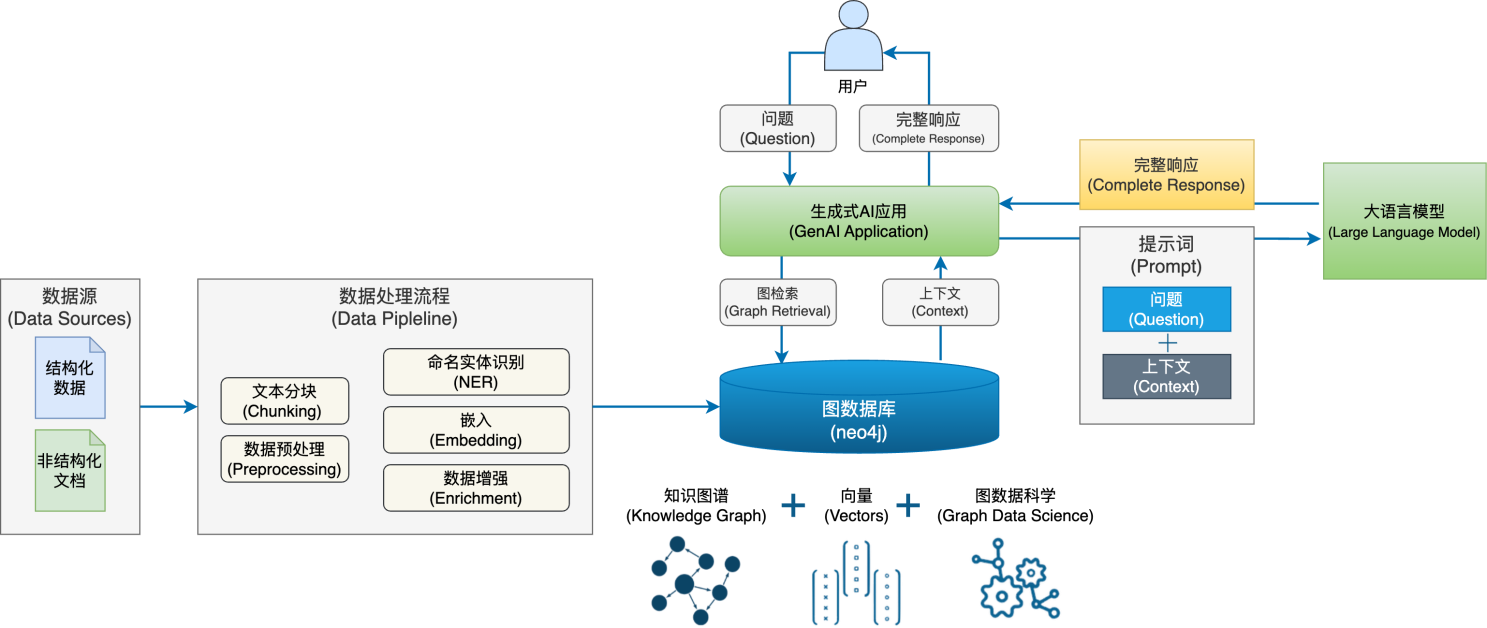 用户
问题
(Question)
完整响应
(Complete Response)
生成式AI应用
(GenAI Application)
完整响应
(Complete Response)
大语言模型
(Large Language Model)
提示词
(Prompt)
问题
(Question)
+
上下文
(Context)
图检索
(Graph Retrieval)
上下文
(Context)
数据源
(Data Sources)
结构化
数据
非结构化
文档
数据处理流程
(Data Pipleline)
文本分块
(Chunking)
数据预处理
(Preprocessing)
命名实体识别
(NER)
嵌入
(Embedding)
数据增强
(Enrichment)
图数据库
(neo4j)
知识图谱
(Knowledge Graph)
+
向量
(Vectors)
+
图数据科学
(Graph Data Science)